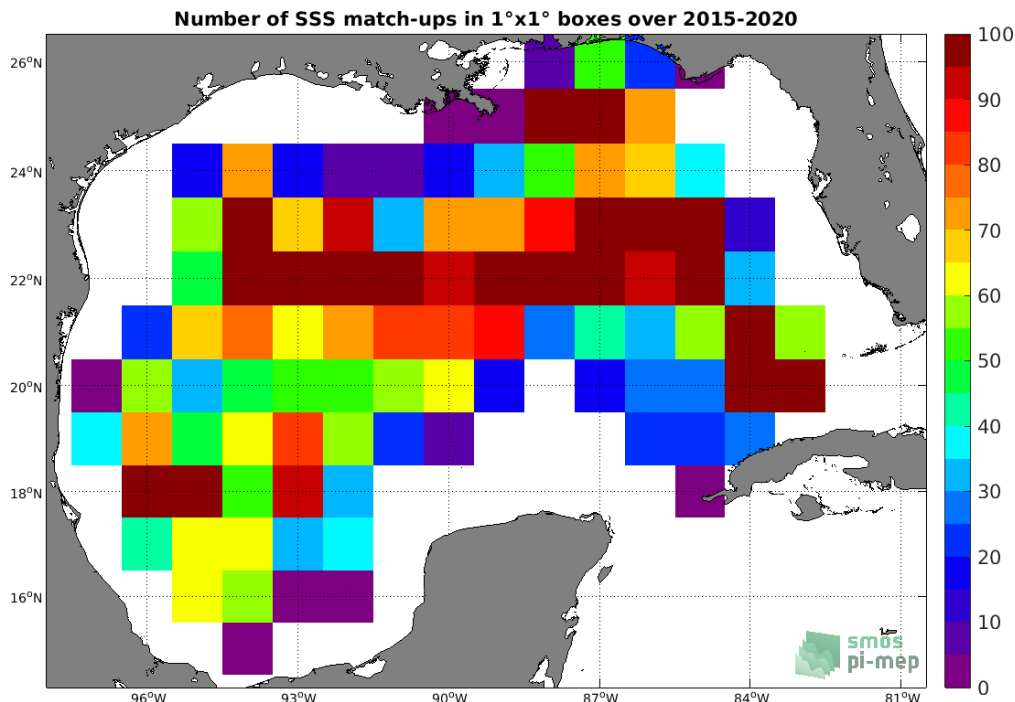 Number of SSS match-ups in 1°x1° boxes over 2015-2020
26°N
24°N
22°N
20°N
18°N
16°N
96°W 93°W 90°W 87°W 84°W 81°W
100
90
80
70
60
50
40
30
20
10
0
smos
pi-mep